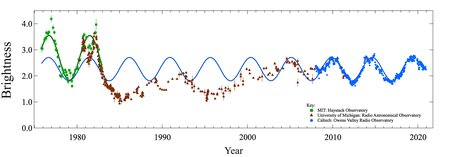 4.0
3.0
2.0
1.0
0.0
Brightness
1980
1990
2000
2010
2020
Year
Key:
MIT: Haystack Observatory
University of Michigan: Radio Astronomical Observatory
Caltech: Owens Valley Radio Observatory